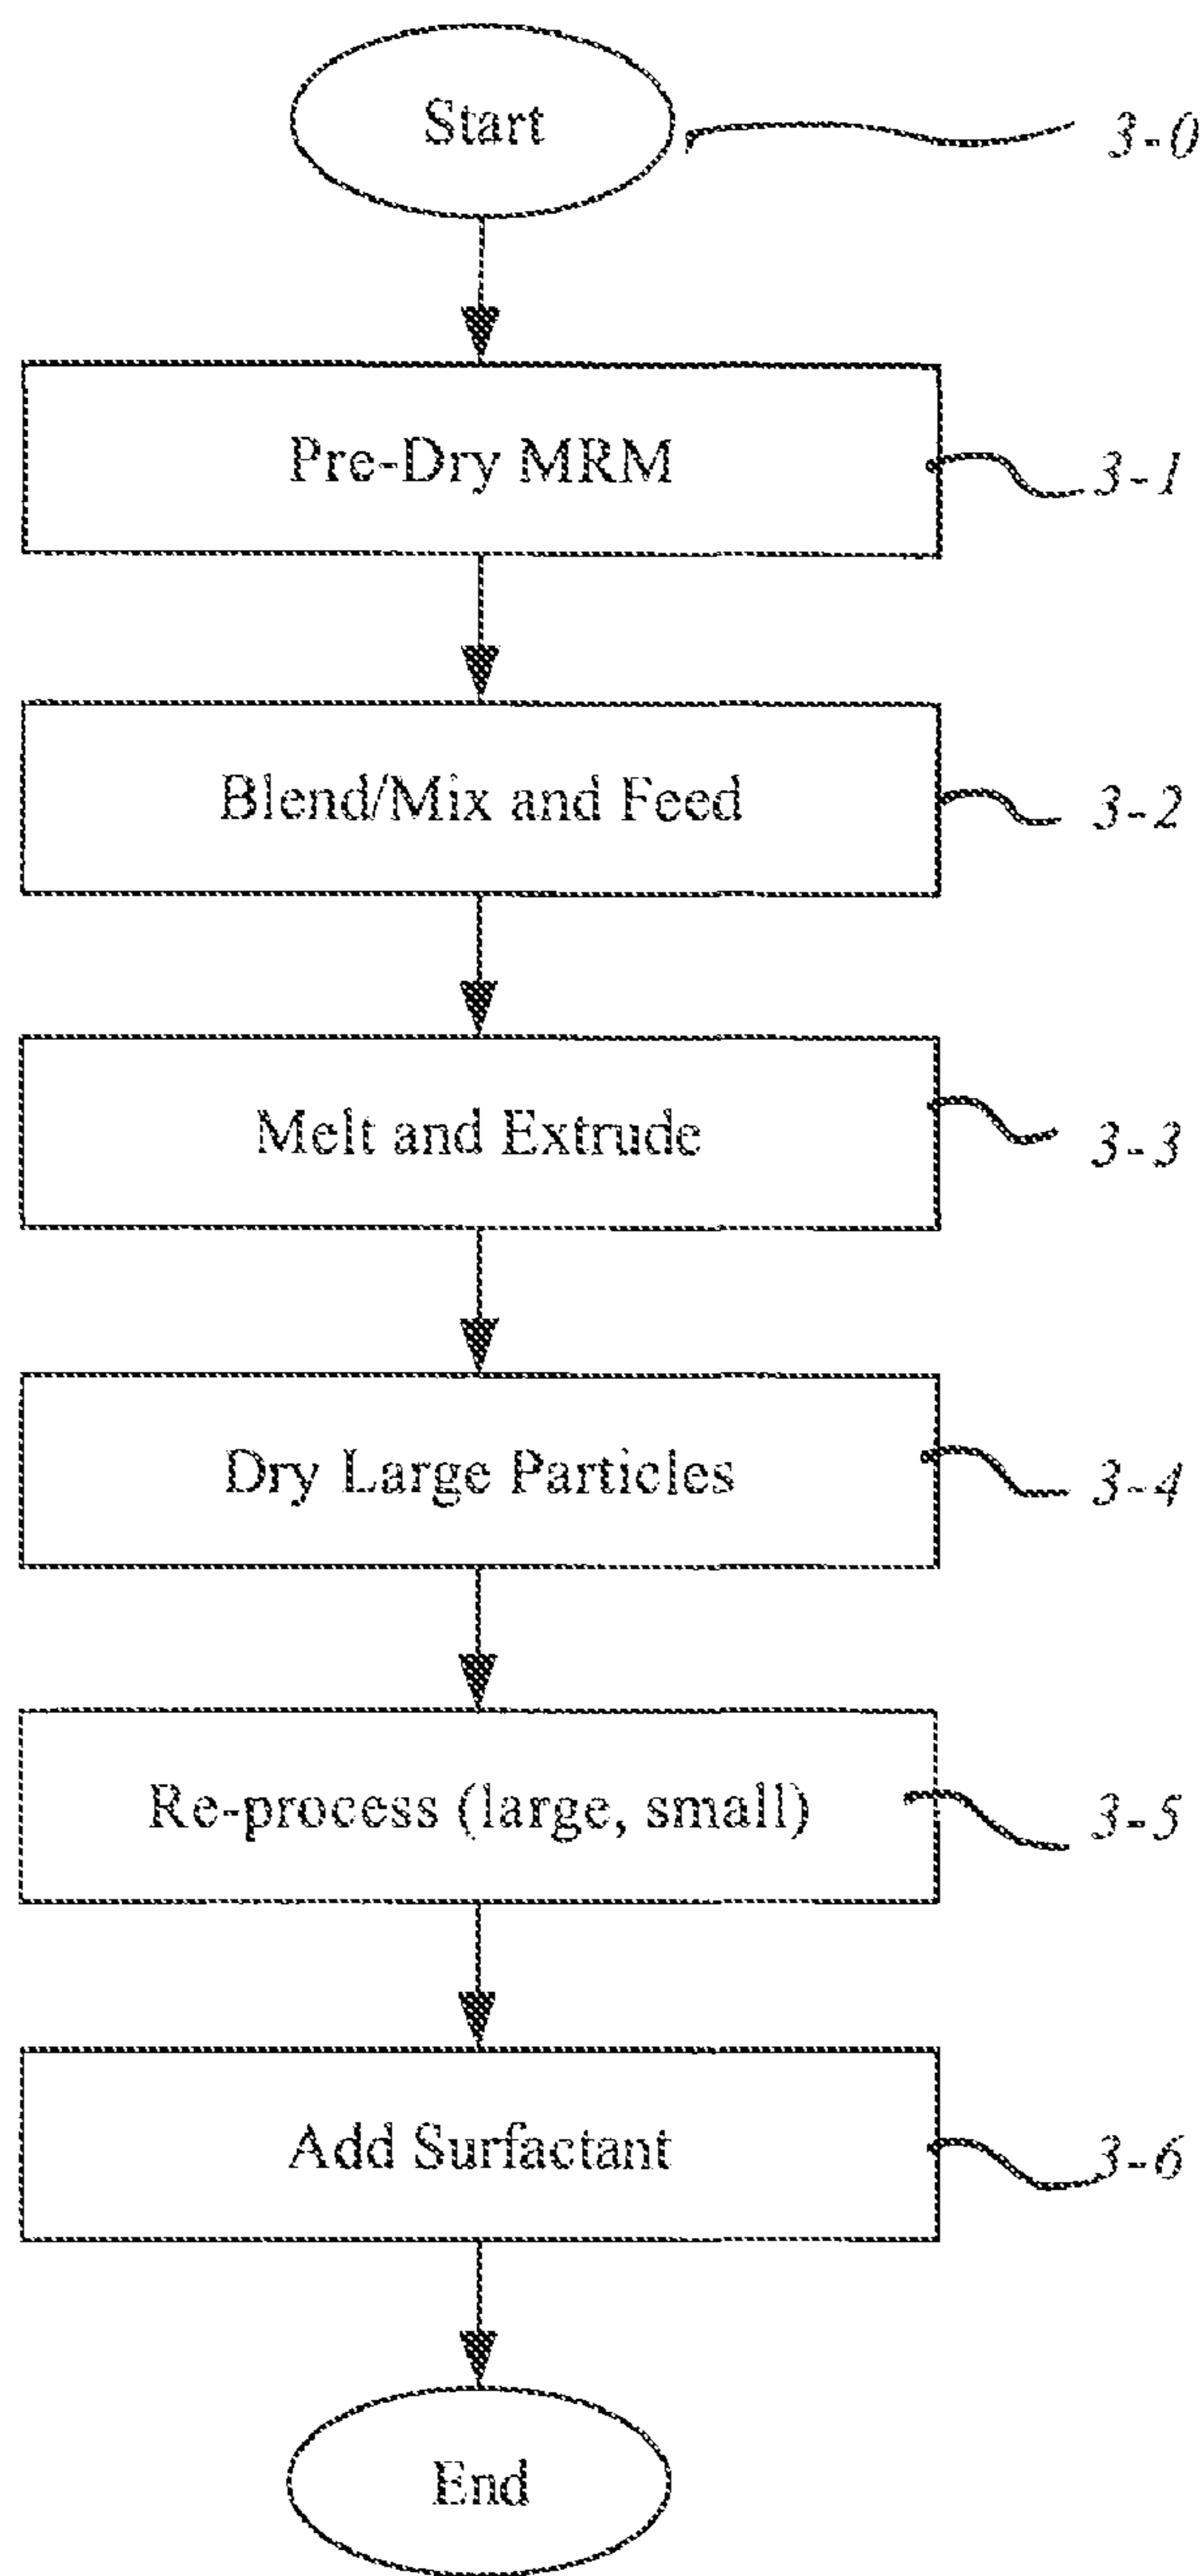 Start
3-0
Pre-Dry MRM
3-1
Blend/Mix and Feed
3-2
Melt and Extrude
3-3
Dry Large Particles
3-4
Re-process (large, small)
3-5
Add Surfactant
3-6
End